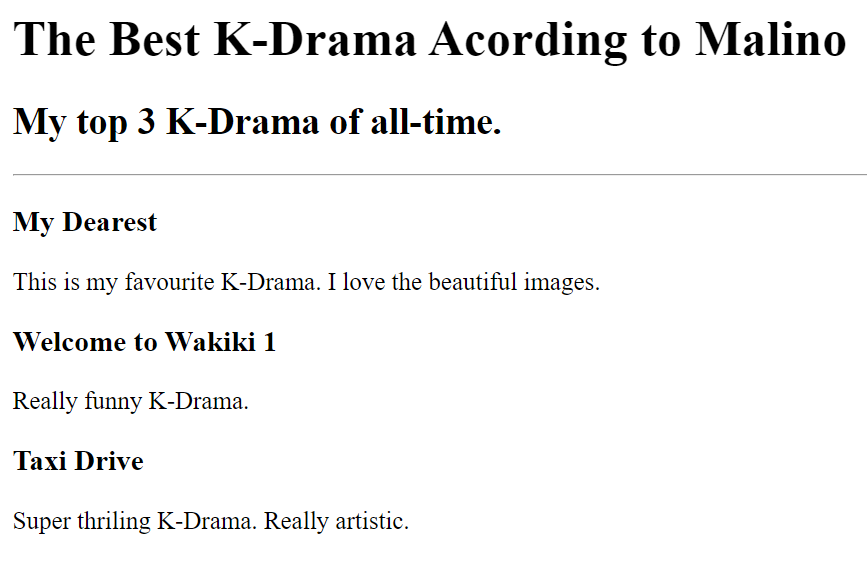 The Best K-Drama Acording to Malino
My top 3 K-Drama of all-time.
My Dearest
This is my favourite K-Drama. I love the beautiful images.
Welcome to Wakiki 1
Really funny K-Drama.
Taxi Drive
Super thriling K-Drama. Really artistic.